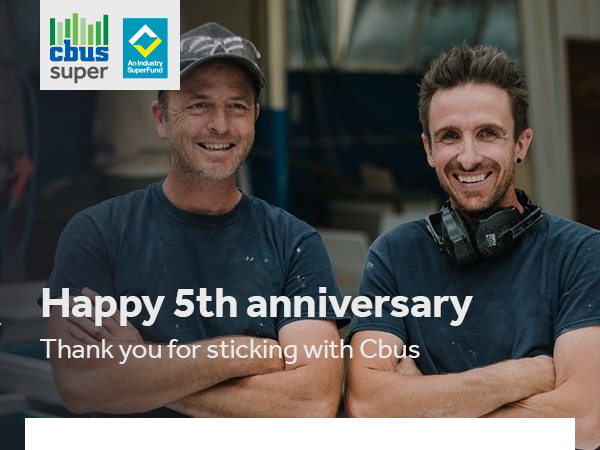 cbus
super
An Industry
SuperFund
Happy 5th anniversary
Thank you for sticking with Cbus